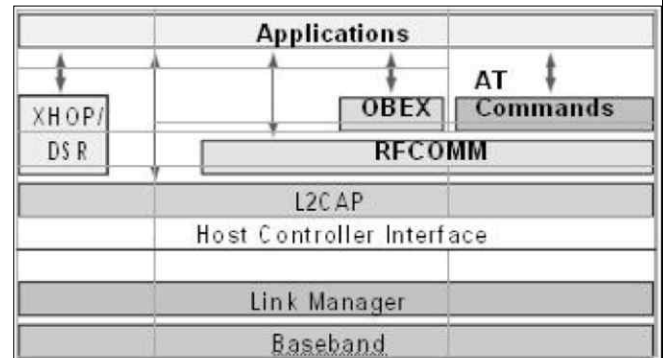 Applications
AT
XHOP/
DSR
OBEX
Commands
RFCOMM
L2CAP
Host Controller Interface
Link Manager
Baseband